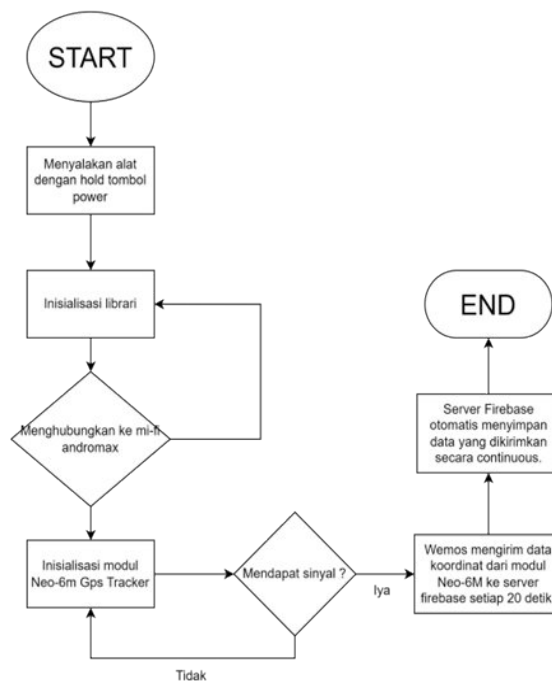 START
Menyalakan alat
dengan hold tombol
power
Inisialisasi librari
Menghubungkan ke mi-fi
andromax
Inisialisasi modul
Neo-6m Gps Tracker
Mendapat sinyal ?
Iya
Tidak
Wemos mengirim data
koordinat dari modul
Neo-6M ke server
firebase setiap 20 detik
Server Firebase
otomatis menyimpan
data yang dikirimkan
secara continuous.
END